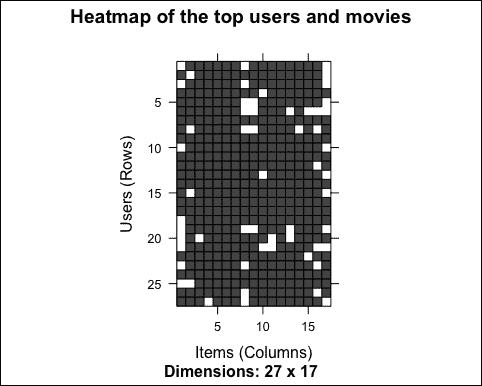 Heatmap of the top users and movies
5
10
15
20
25
Users (Rows)
5 10 15
Items (Columns)
Dimensions: 27 x 17